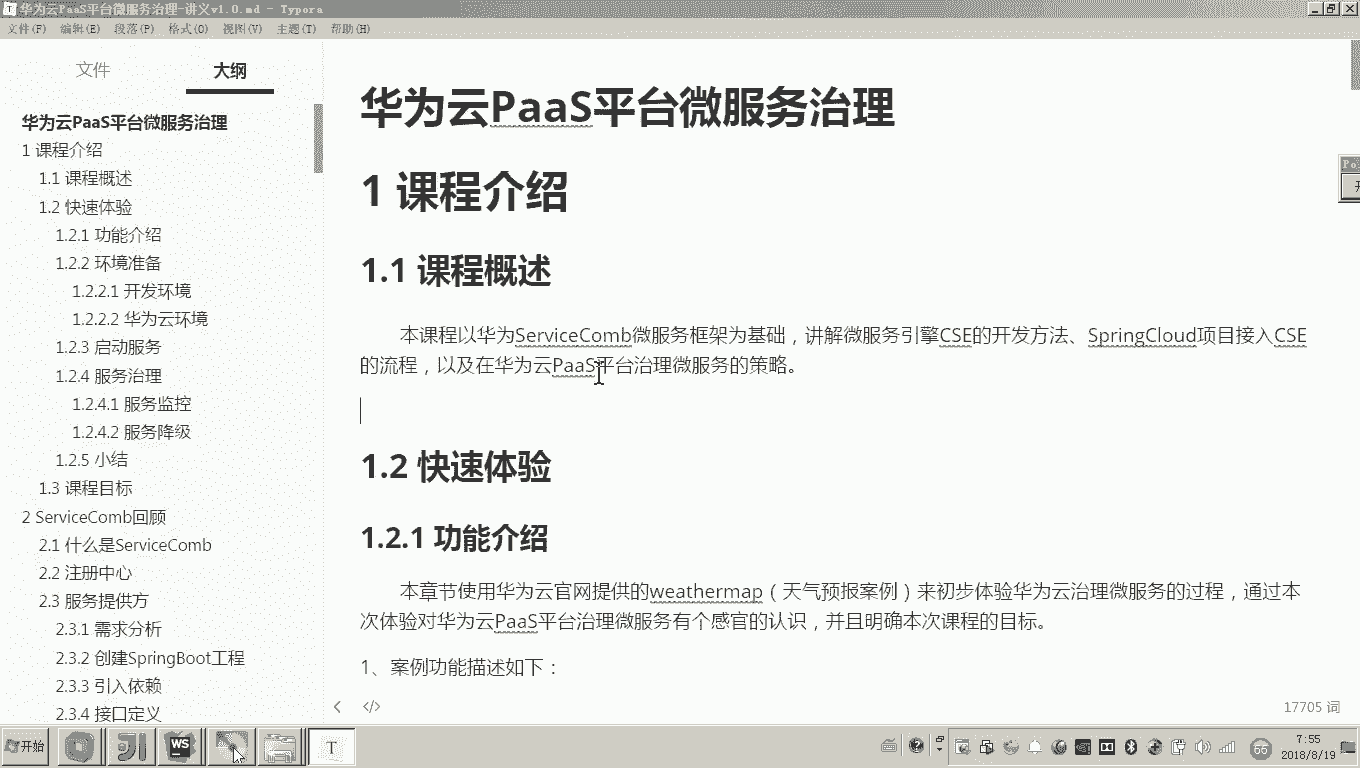 华为云PaaS平台微服务治理-讲义v1.0.md - Typora
文件(F) 编辑(E) 段落(P) 格式(O) 视图(V) 主题(T) 帮助(H)
文件 大纲
华为云PaaS平台微服务治理
1 课程介绍
1.1 课程概述
1.2 快速体验
1.2.1 功能介绍
1.2.2 环境准备
1.2.2.1 开发环境
1.2.2.2 华为云环境
1.2.3 启动服务
1.2.4 服务治理
1.2.4.1 服务监控
1.2.4.2 服务降级
1.2.5 小结
1.3 课程目标
2 ServiceComb回顾
2.1 什么是ServiceComb
2.2 注册中心
2.3 服务提供方
2.3.1 需求分析
2.3.2 创建SpringBoot工程
2.3.3 引入依赖
2.3.4 接口定义
华为云PaaS平台微服务治理
1 课程介绍
1.1 课程概述
本课程以华为ServiceComb微服务框架为基础，讲解微服务引擎CSE的开发方法、SpringCloud项目接入CSE
的流程，以及在华为云PaaS平台治理微服务的策略。
1.2 快速体验
1.2.1 功能介绍
本章节使用华为云官网提供的weathermap（天气预报案例）来初步体验华为云治理微服务的过程，通过本
次体验对华为云PaaS平台治理微服务有个感官的认识，并且明确本次课程的目标。
1、案例功能描述如下：
17705 词
开始
WS
T
66
7:55
2018/8/19